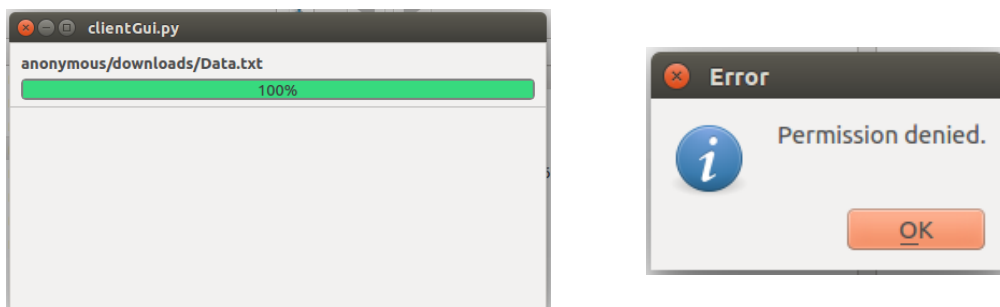 clientGui.py
anonymous/downloads/Data.txt
100%
Error
Permission denied.
OK